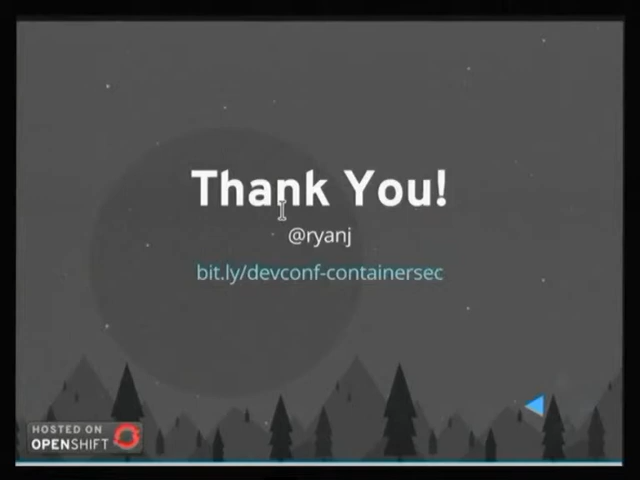 Thank You!
@ryanj
bit.ly/devconf-containersec
HOSTED ON
OPENSHIFT